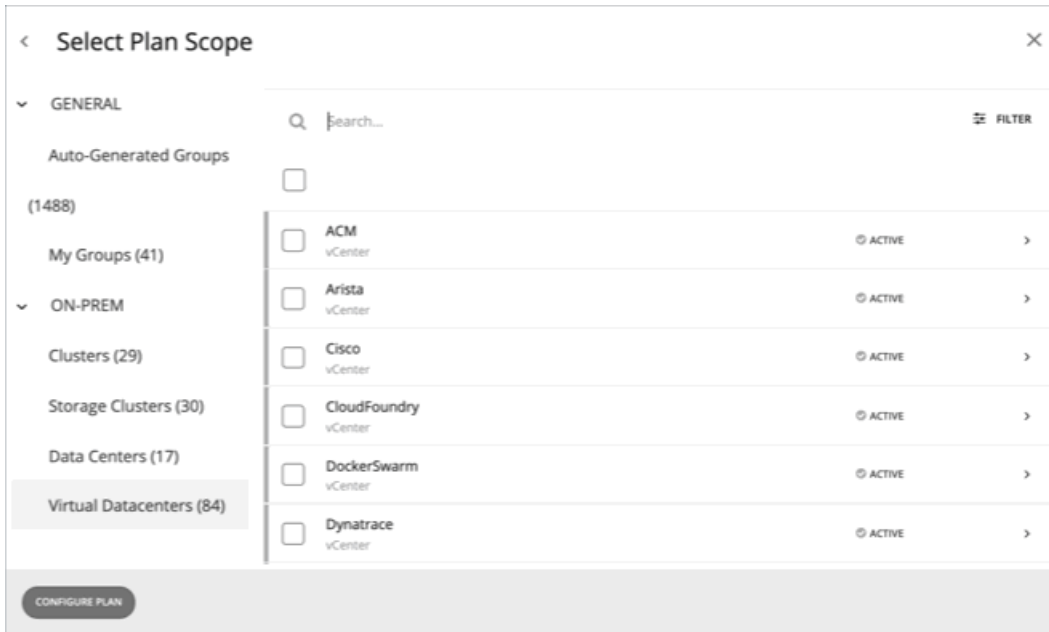 Select Plan Scope
GENERAL
Auto-Generated Groups
(1488)
My Groups (41)
ON-PREM
Clusters (29)
Storage Clusters (30)
Data Centers (17)
Virtual Datacenters (84)
Search...
FILTER
ACM
vCenter
ACTIVE
Arista
vCenter
ACTIVE
Cisco
vCenter
ACTIVE
CloudFoundry
vCenter
ACTIVE
DockerSwarm
vCenter
ACTIVE
Dynatrace
vCenter
ACTIVE
CONFIGURE PLAN